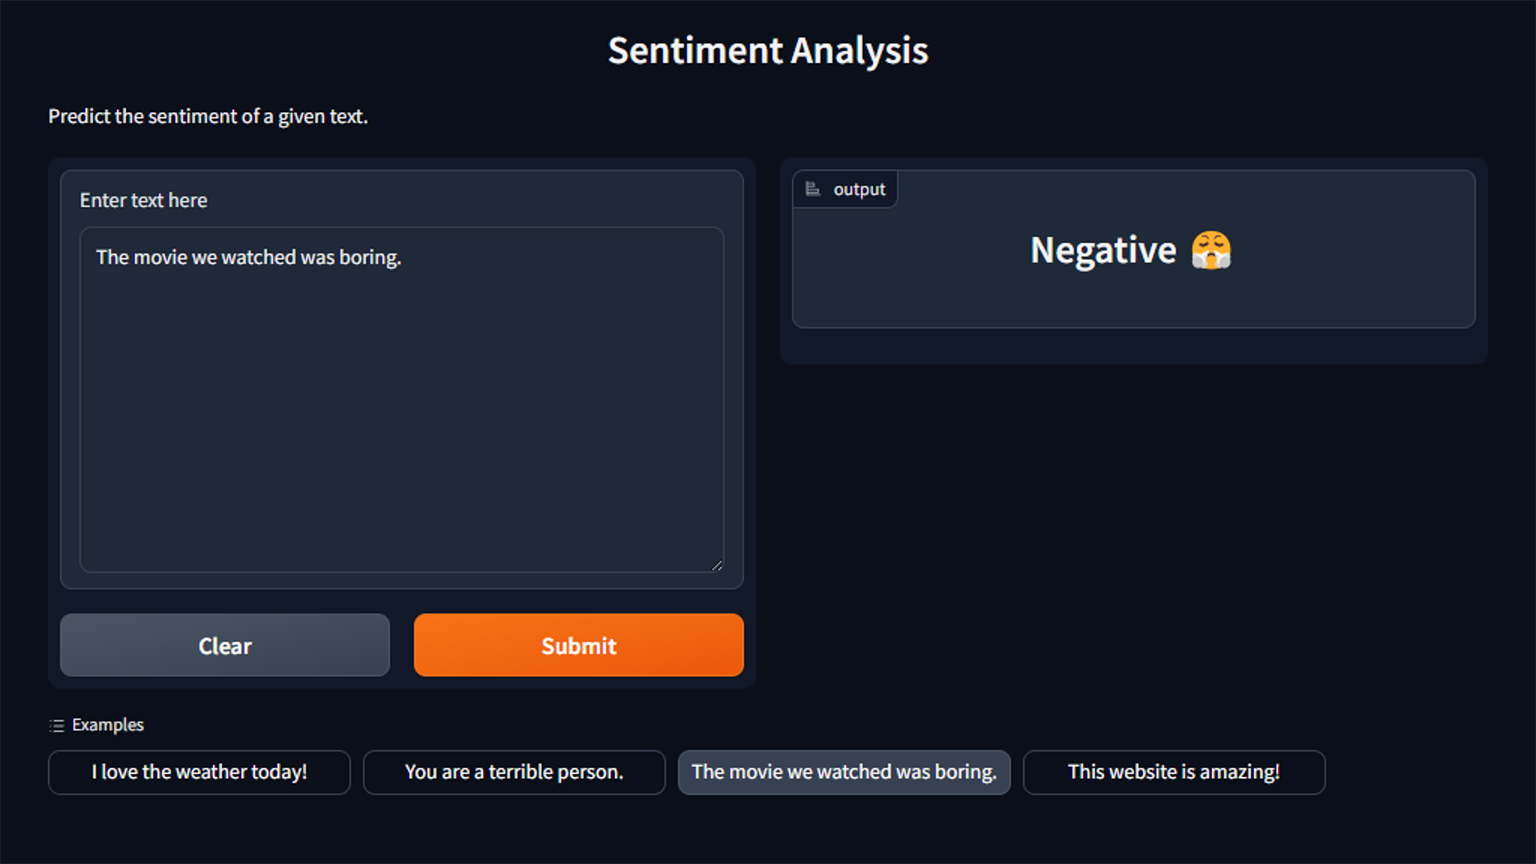 Sentiment Analysis
Predict the sentiment of a given text.
Enter text here
The movie we watched was boring.
Clear
Submit
output
Negative 😤
Examples
I love the weather today!
You are a terrible person.
The movie we watched was boring.
This website is amazing!